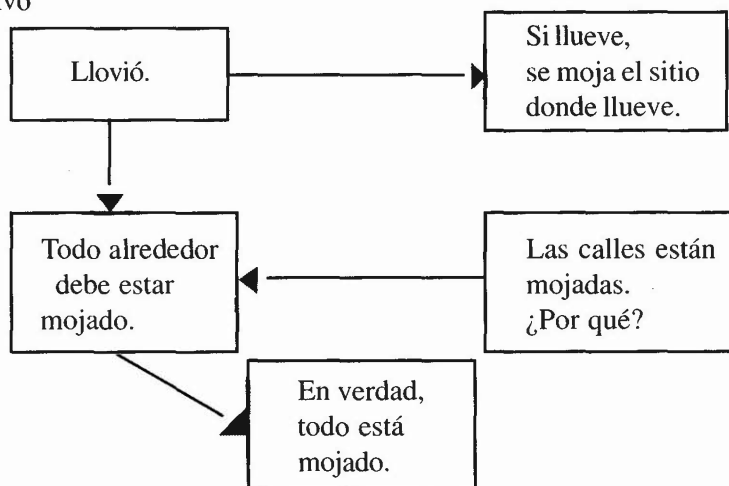 Llovió.
Si llueve,
se moja el sitio
donde llueve.
Todo alrededor
debe estar
mojado.
Las calles están
mojadas.
¿Por qué?
En verdad,
todo está
mojado.